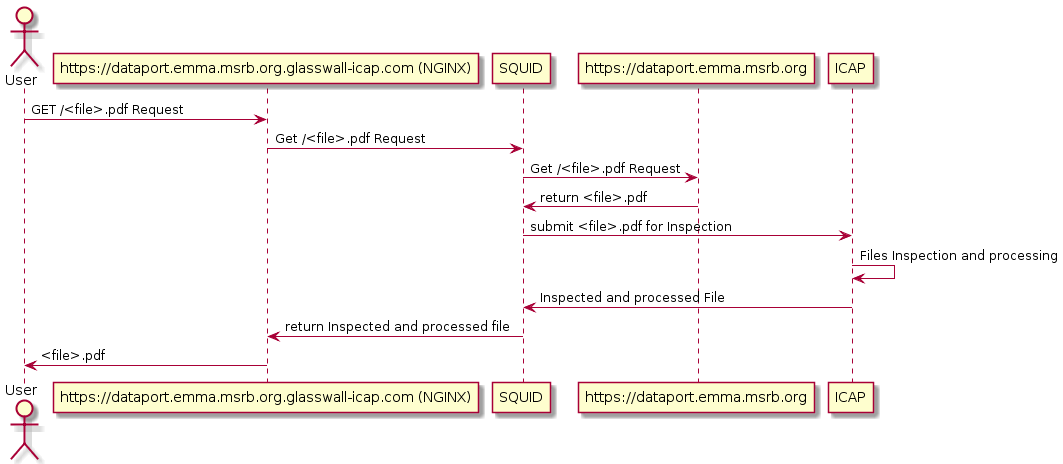 User
https://dataport.emma.msrb.org.glasswall-icap.com (NGINX)
SQUID
https://dataport.emma.msrb.org
ICAP
GET /<file>.pdf Request
Get /<file>.pdf Request
Get /<file>.pdf Request
return <file>.pdf
submit <file>.pdf for Inspection
Files Inspection and processing
Inspected and processed File
return Inspected and processed file
<file>.pdf
User
https://dataport.emma.msrb.org.glasswall-icap.com (NGINX)
SQUID
https://dataport.emma.msrb.org
ICAP